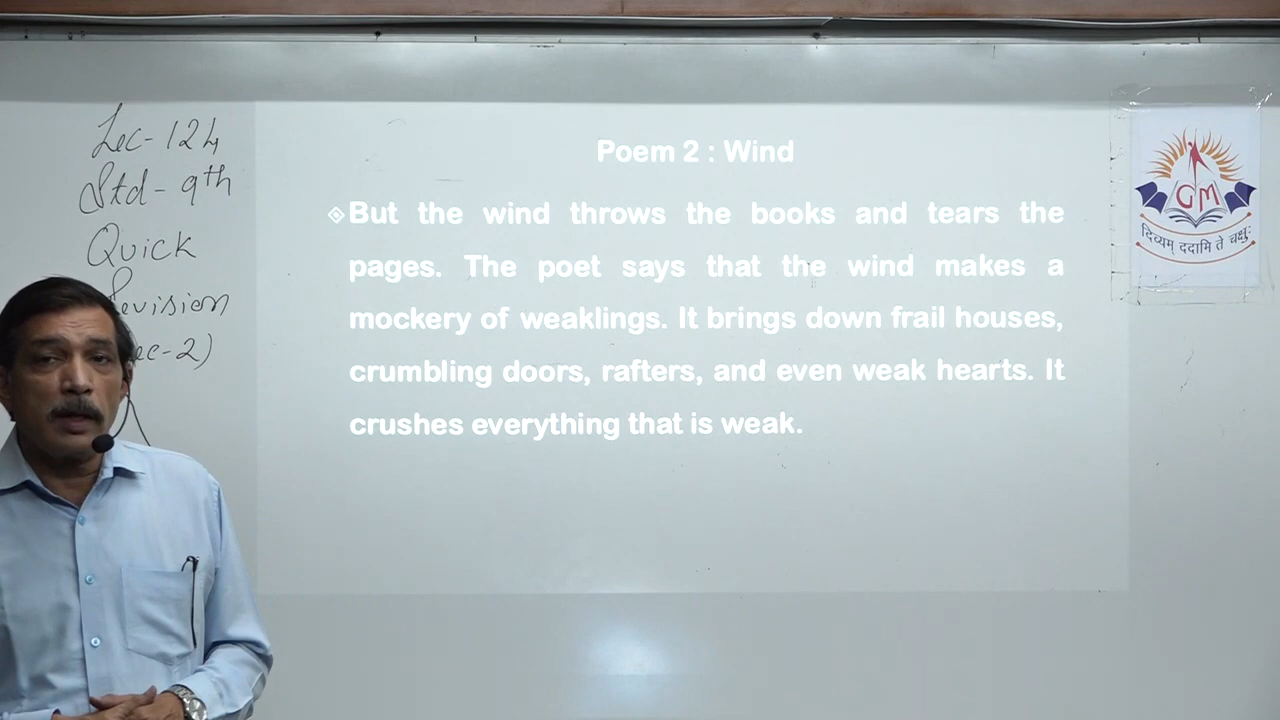 Lec-124
Std-9th
Quick
Revision
ec-2)
Poem 2 : Wind
But the wind throws the books and tears the
pages. The poet says that the wind makes a
mockery of weaklings. It brings down frail houses,
crumbling doors, rafters, and even weak hearts. It
crushes everything that is weak.
GM
दिव्यम् ददामि ते चक्षुः